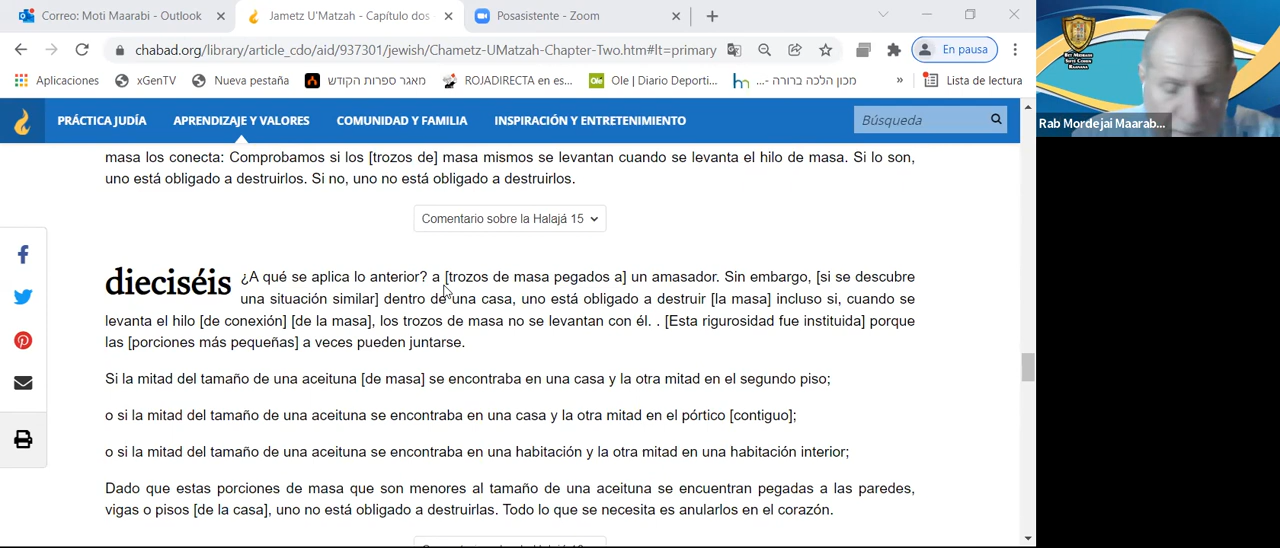 Correo: Moti Maarabi - Outlook
Jametz U'Matzah - Capítulo dos -
Posasistente - Zoom
chabad.org/library/article_cdo/aid/937301/jewish/Chametz-UMatzah-Chapter-Two.htm#lt=primary
En pausa
Aplicaciones
xGenTV
Nueva pestaña
מאגר ספרות הקודש
ROJADIRECTA en es...
Ole | Diario Deporti...
מכון הלכה ברורה -...
»
Lista de lectura
PRÁCTICA JUDÍA
APRENDIZAJE Y VALORES
COMUNIDAD Y FAMILIA
INSPIRACIÓN Y ENTRETENIMIENTO
Búsqueda
masa los conecta: Comprobamos si los [trozos de] masa mismos se levantan cuando se levanta el hilo de masa. Si lo son,
uno está obligado a destruirlos. Si no, uno no está obligado a destruirlos.
Comentario sobre la Halajá 15
dieciséis ¿A qué se aplica lo anterior? a [trozos de masa pegados a] un amasador. Sin embargo, [si se descubre
una situación similar] dentro de una casa, uno está obligado a destruir [la masa] incluso si, cuando se
levanta el hilo [de conexión] [de la masa], los trozos de masa no se levantan con él. . [Esta rigurosidad fue instituida] porque
las [porciones más pequeñas] a veces pueden juntarse.
Si la mitad del tamaño de una aceituna [de masa] se encontraba en una casa y la otra mitad en el segundo piso;
o si la mitad del tamaño de una aceituna se encontraba en una casa y la otra mitad en el pórtico [contiguo];
o si la mitad del tamaño de una aceituna se encontraba en una habitación y la otra mitad en una habitación interior;
Dado que estas porciones de masa que son menores al tamaño de una aceituna se encuentran pegadas a las paredes,
vigas o pisos [de la casa], uno no está obligado a destruirlas. Todo lo que se necesita es anularlos en el corazón.
Rab Mordejai Maarab...